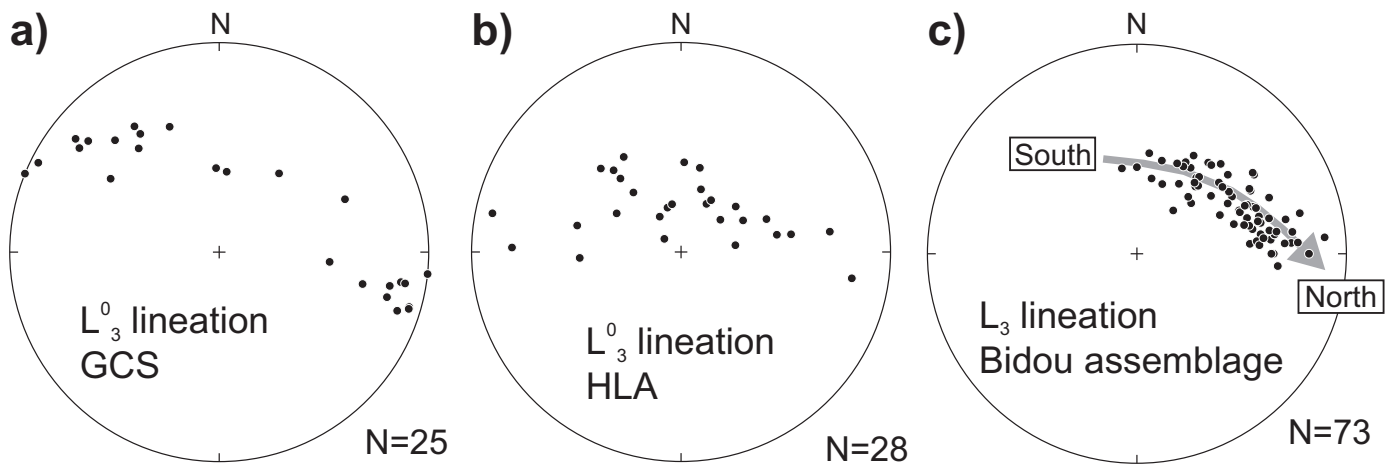 a)
N
L⁰₃ lineation
GCS
N=25
b)
N
L⁰₃ lineation
HLA
N=28
c)
N
South
North
L₃ lineation
Bidou assemblage
N=73